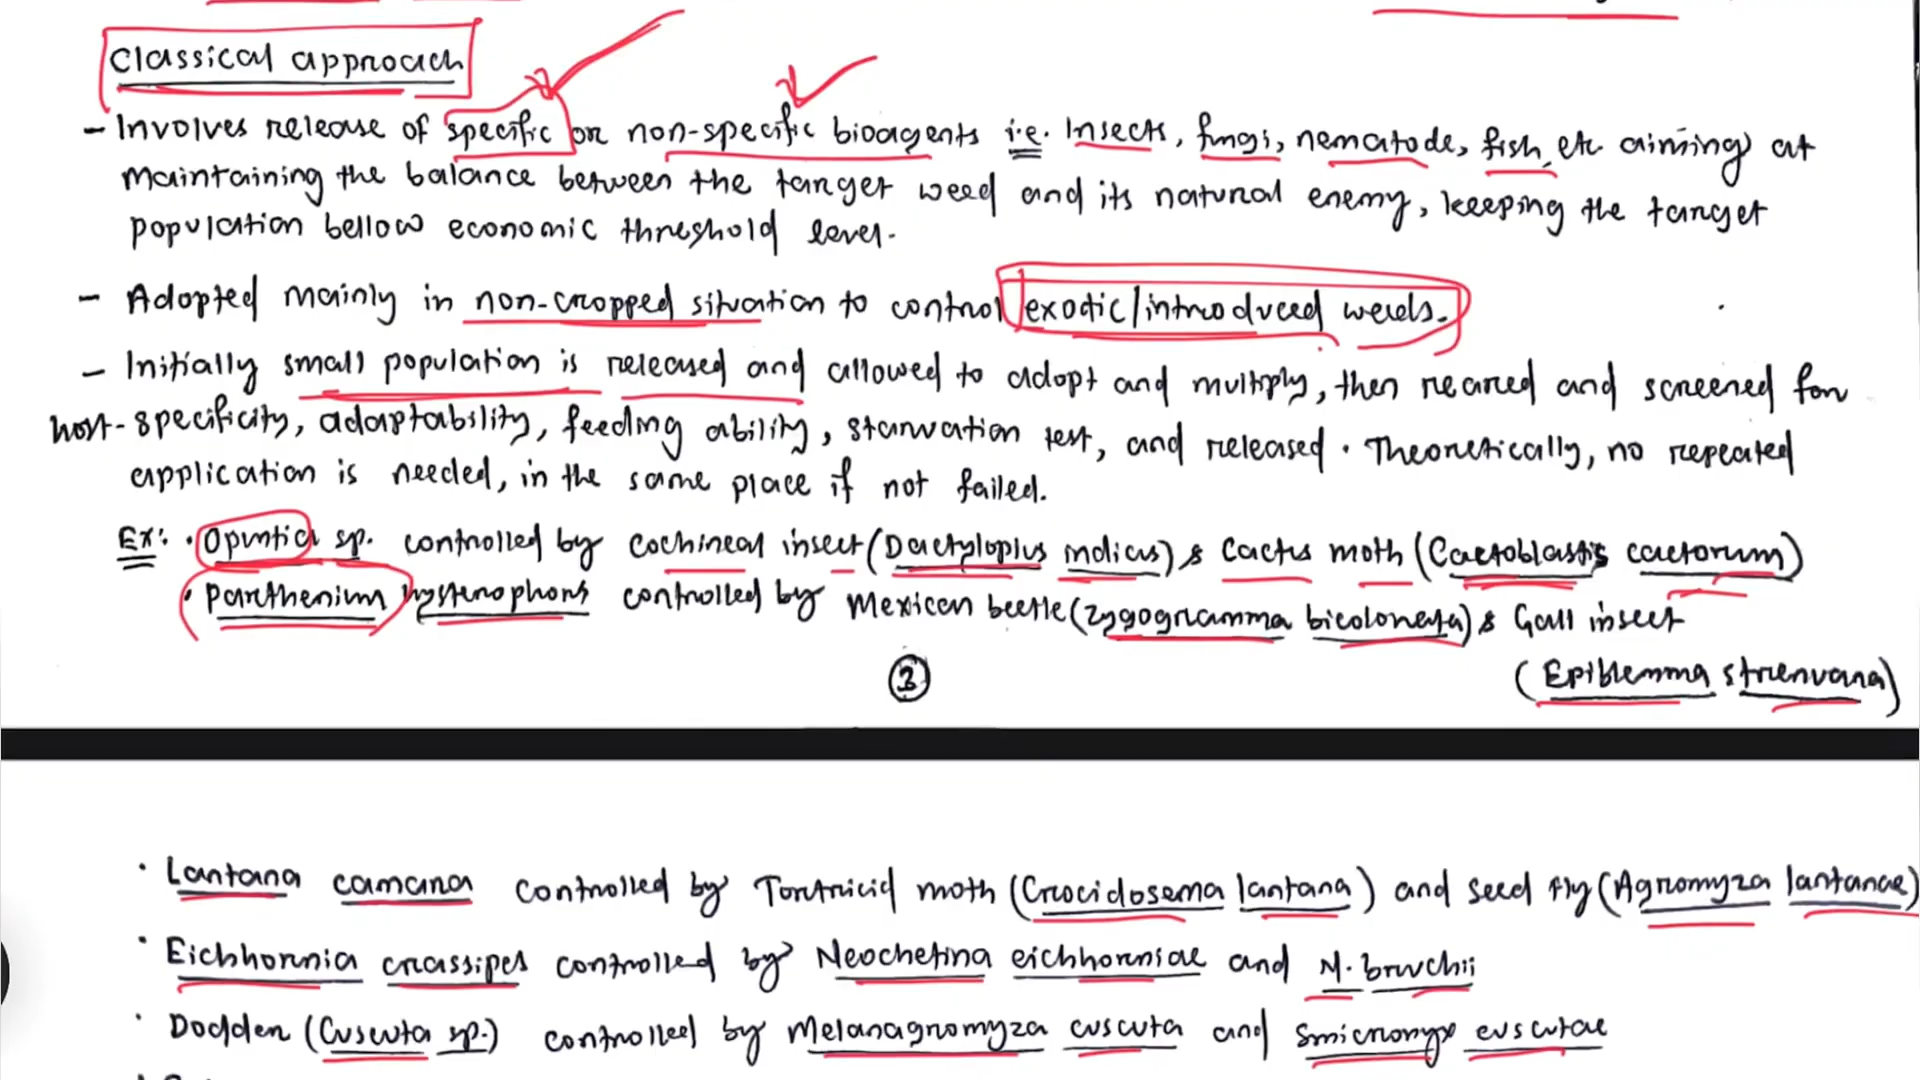 Classical approach
- Involves release of specific or non-specific bioagents i.e. Insects, fungi, nematode, fish, etc aiming at
maintaining the balance between the target weed and its natural enemy, keeping the target
population bellow economic threshold level.
- Adopted mainly in non-cropped situation to control exotic/introduced weeds.
- Initially small population is released and allowed to adopt and multiply, then reared and screened for
host-specificity, adaptability, feeding ability, starvation test, and released. Theoretically, no repeated
application is needed, in the same place if not failed.
Ex: • Opuntia sp. controlled by Cochineal insect (Dactyloplus indicus) & Cactus moth (Cactoblastis cactorum)
• Parthenium hysterophors controlled by Mexican beetle (Zygogramma bicolorata) & Gall insect
(Epiblemma strenuana)
3
• Lantana camara controlled by Tortricid moth (Crocidosema lantana) and seed fly (Agromyza lantanae)
• Eichhornia crassipes controlled by Neochetina eichhorniae and N. bruchii
• Dodder (Cuscuta sp.) controlled by Melanagromyza cuscuta and Smicronyx cuscutae